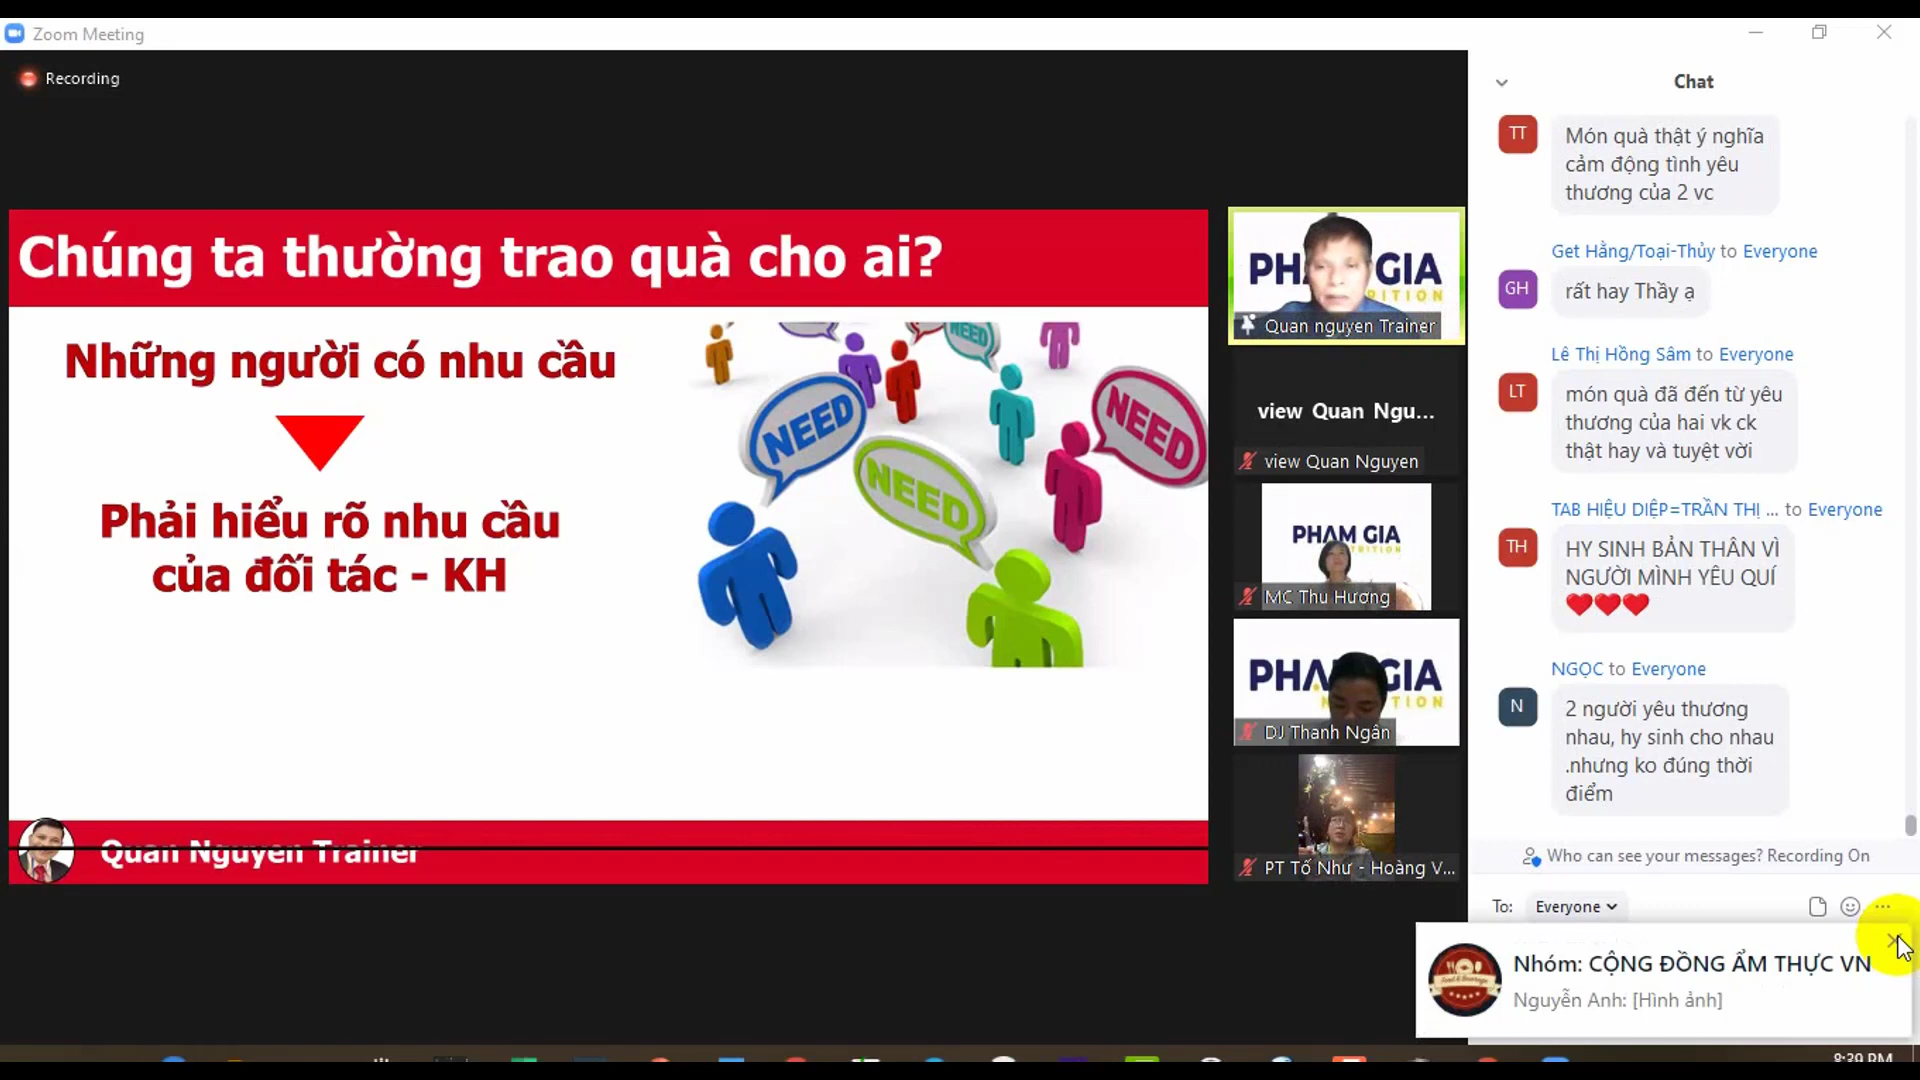 Zoom Meeting
Recording
Chúng ta thường trao quà cho ai?
Những người có nhu cầu
Phải hiểu rõ nhu cầu
của đối tác - KH
NEED
NEED
NEED
NEED
Quan Nguyen Trainer
PHẠM GIA
Quan nguyen Trainer
view Quan Ngu...
view Quan Nguyen
PHẠM GIA
MC Thu Hương
DJ Thanh Ngân
PT Tố Như - Hoàng V...
Chat
TT
Món quà thật ý nghĩa
cảm động tình yêu
thương của 2 vc
Get Hằng/Toại-Thủy to Everyone
GH
rất hay Thầy ạ
Lê Thị Hồng Sâm to Everyone
LT
món quà đã đến từ yêu
thương của hai vk ck
thật hay và tuyệt vời
TAB HIỆU DIỆP=TRẦN THỊ ... to Everyone
TH
HY SINH BẢN THÂN VÌ
NGƯỜI MÌNH YÊU QUÍ
❤❤❤
NGỌC to Everyone
N
2 người yêu thương
nhau, hy sinh cho nhau
.nhưng ko đúng thời
điểm
Who can see your messages? Recording On
To: Everyone
Nhóm: CỘNG ĐỒNG ẨM THỰC VN
Nguyễn Anh: [Hình ảnh]
8:39 PM